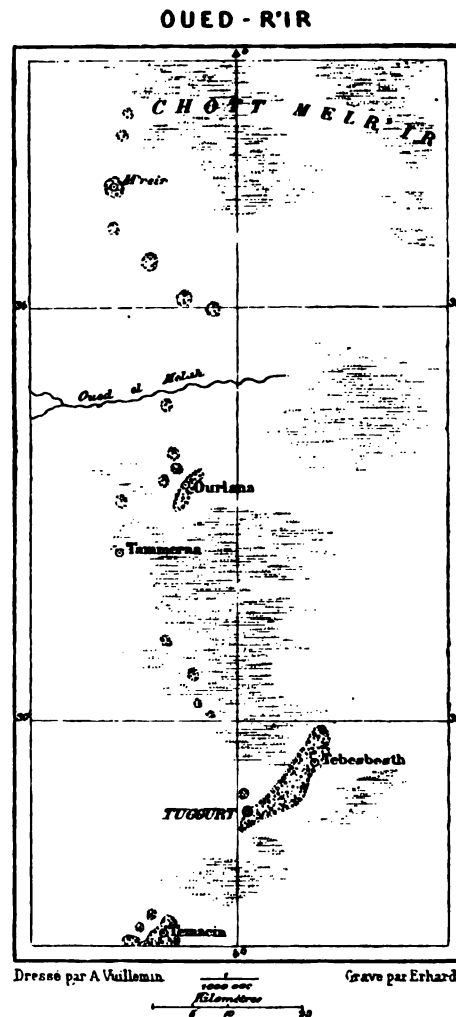 OUED-R'IR
CHOTT MELR'IR
M'reir
Oued el Melah
Ouriana
Tammerna
Tebesbesth
TUGGURT
Temacin
Dressé par A Vuillemin
Gravé par Erhard
Kilomètres